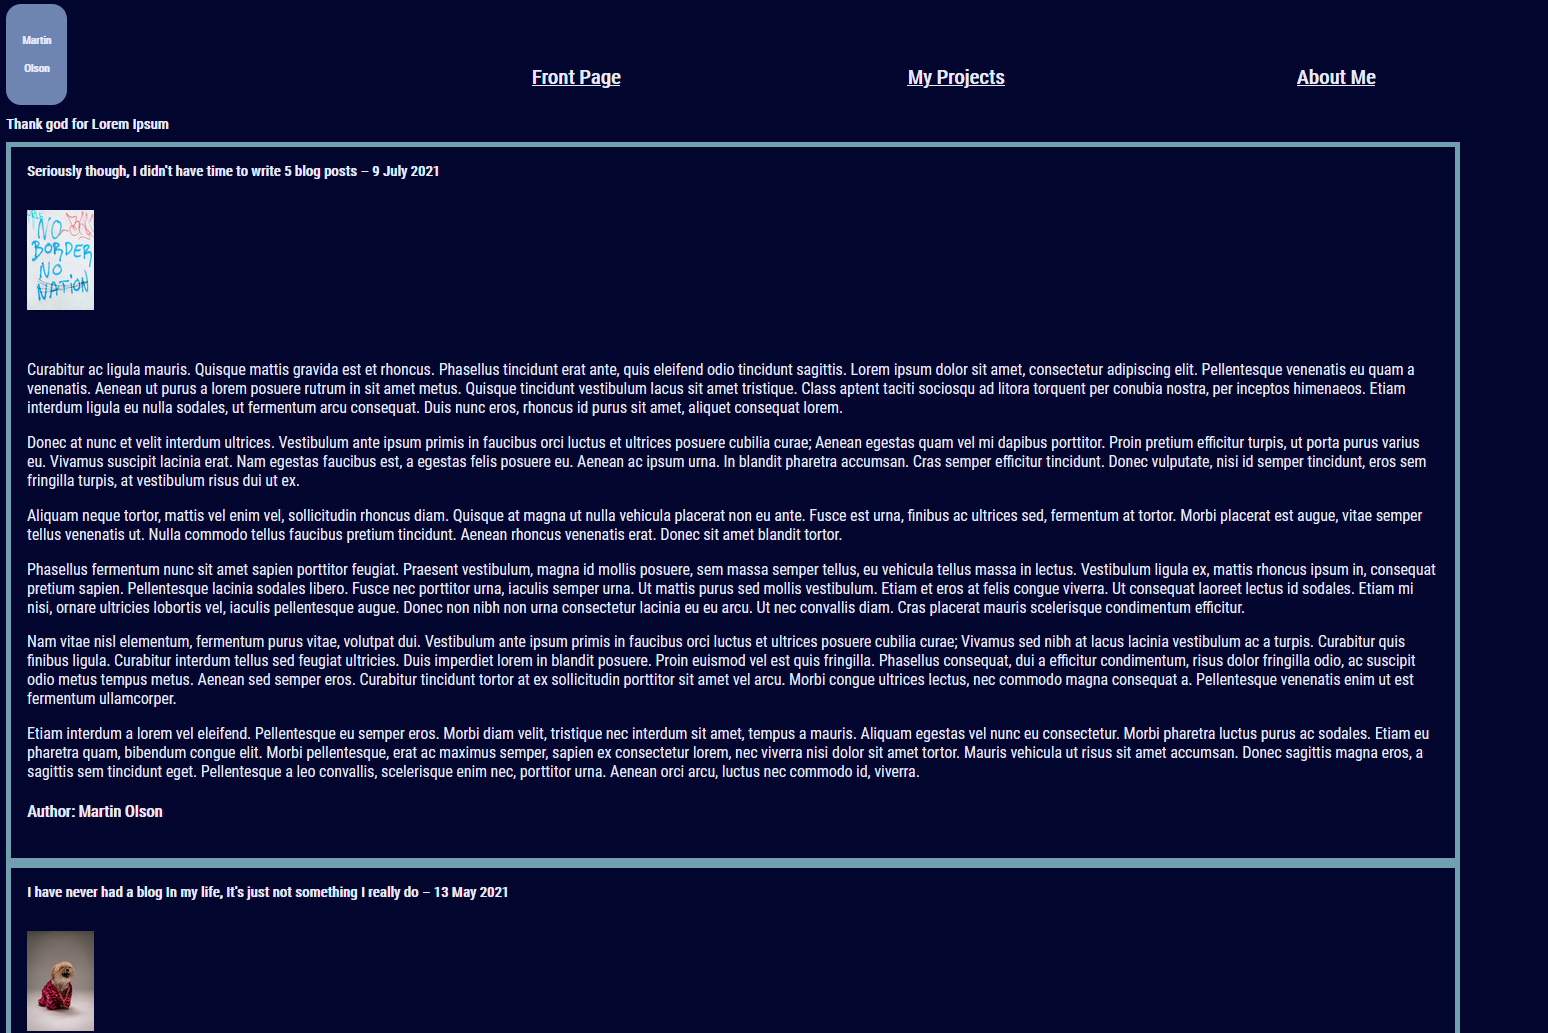 Martin
Olson
Front Page
My Projects
About Me
Thank god for Lorem Ipsum
Seriously though, I didn't have time to write 5 blog posts – 9 July 2021
NO
BORDER
NO
NATION
Curabitur ac ligula mauris. Quisque mattis gravida est et rhoncus. Phasellus tincidunt erat ante, quis eleifend odio tincidunt sagittis. Lorem ipsum dolor sit amet, consectetur adipiscing elit. Pellentesque venenatis eu quam a
venenatis. Aenean ut purus a lorem posuere rutrum in sit amet metus. Quisque tincidunt vestibulum lacus sit amet tristique. Class aptent taciti sociosqu ad litora torquent per conubia nostra, per inceptos himenaeos. Etiam
interdum ligula eu nulla sodales, ut fermentum arcu consequat. Duis nunc eros, rhoncus id purus sit amet, aliquet consequat lorem.
Donec at nunc et velit interdum ultrices. Vestibulum ante ipsum primis in faucibus orci luctus et ultrices posuere cubilia curae; Aenean egestas quam vel mi dapibus porttitor. Proin pretium efficitur turpis, ut porta purus varius
eu. Vivamus suscipit lacinia erat. Nam egestas faucibus est, a egestas felis posuere eu. Aenean ac ipsum urna. In blandit pharetra accumsan. Cras semper efficitur tincidunt. Donec vulputate, nisi id semper tincidunt, eros sem
fringilla turpis, at vestibulum risus dui ut ex.
Aliquam neque tortor, mattis vel enim vel, sollicitudin rhoncus diam. Quisque at magna ut nulla vehicula placerat non eu ante. Fusce est urna, finibus ac ultrices sed, fermentum at tortor. Morbi placerat est augue, vitae semper
tellus venenatis ut. Nulla commodo tellus faucibus pretium tincidunt. Aenean rhoncus venenatis erat. Donec sit amet blandit tortor.
Phasellus fermentum nunc sit amet sapien porttitor feugiat. Praesent vestibulum, magna id mollis posuere, sem massa semper tellus, eu vehicula tellus massa in lectus. Vestibulum ligula ex, mattis rhoncus ipsum in, consequat
pretium sapien. Pellentesque lacinia sodales libero. Fusce nec porttitor urna, iaculis semper urna. Ut mattis purus sed mollis vestibulum. Etiam et eros at felis congue viverra. Ut consequat laoreet lectus id sodales. Etiam mi
nisi, ornare ultricies lobortis vel, iaculis pellentesque augue. Donec non nibh non urna consectetur lacinia eu eu arcu. Ut nec convallis diam. Cras placerat mauris scelerisque condimentum efficitur.
Nam vitae nisl elementum, fermentum purus vitae, volutpat dui. Vestibulum ante ipsum primis in faucibus orci luctus et ultrices posuere cubilia curae; Vivamus sed nibh at lacus lacinia vestibulum ac a turpis. Curabitur quis
finibus ligula. Curabitur interdum tellus sed feugiat ultricies. Duis imperdiet lorem in blandit posuere. Proin euismod vel est quis fringilla. Phasellus consequat, dui a efficitur condimentum, risus dolor fringilla odio, ac suscipit
odio metus tempus metus. Aenean sed semper eros. Curabitur tincidunt tortor at ex sollicitudin porttitor sit amet vel arcu. Morbi congue ultrices lectus, nec commodo magna consequat a. Pellentesque venenatis enim ut est
fermentum ullamcorper.
Etiam interdum a lorem vel eleifend. Pellentesque eu semper eros. Morbi diam velit, tristique nec interdum sit amet, tempus a mauris. Aliquam egestas vel nunc eu consectetur. Morbi pharetra luctus purus ac sodales. Etiam eu
pharetra quam, bibendum congue elit. Morbi pellentesque, erat ac maximus semper, sapien ex consectetur lorem, nec viverra nisi dolor sit amet tortor. Mauris vehicula ut risus sit amet accumsan. Donec sagittis magna eros, a
sagittis sem tincidunt eget. Pellentesque a leo convallis, scelerisque enim nec, porttitor urna. Aenean orci arcu, luctus nec commodo id, viverra.
Author: Martin Olson
I have never had a blog In my life, It's just not something I really do – 13 May 2021